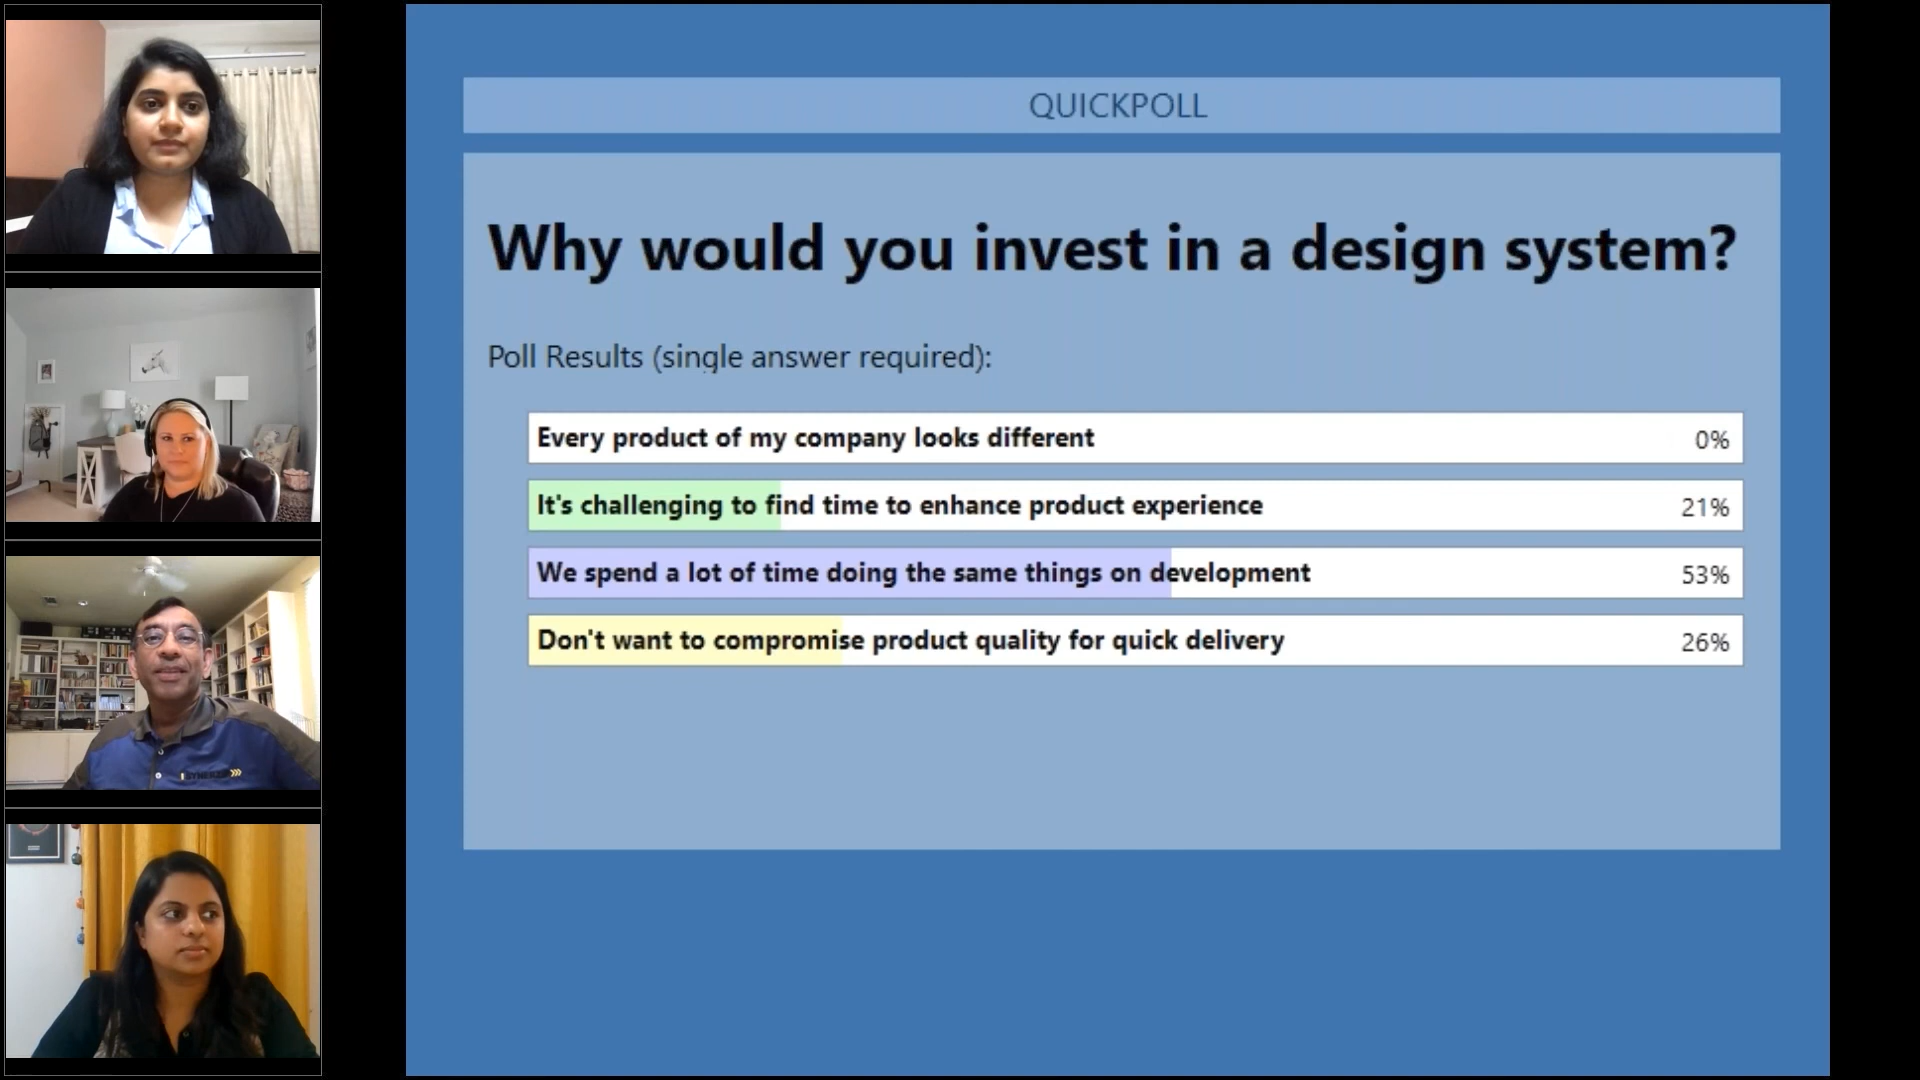 QUICKPOLL
Why would you invest in a design system?
Poll Results (single answer required):
Every product of my company looks different 0%
It's challenging to find time to enhance product experience 21%
We spend a lot of time doing the same things on development 53%
Don't want to compromise product quality for quick delivery 26%